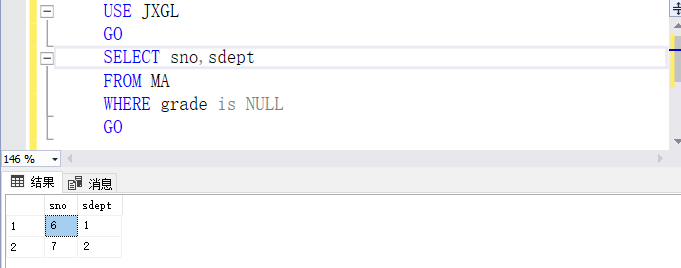 USE JXGL
GO
SELECT sno,sdept
FROM MA
WHERE grade is NULL
GO
146 %
结果 消息
sno sdept
1 6 1
2 7 2